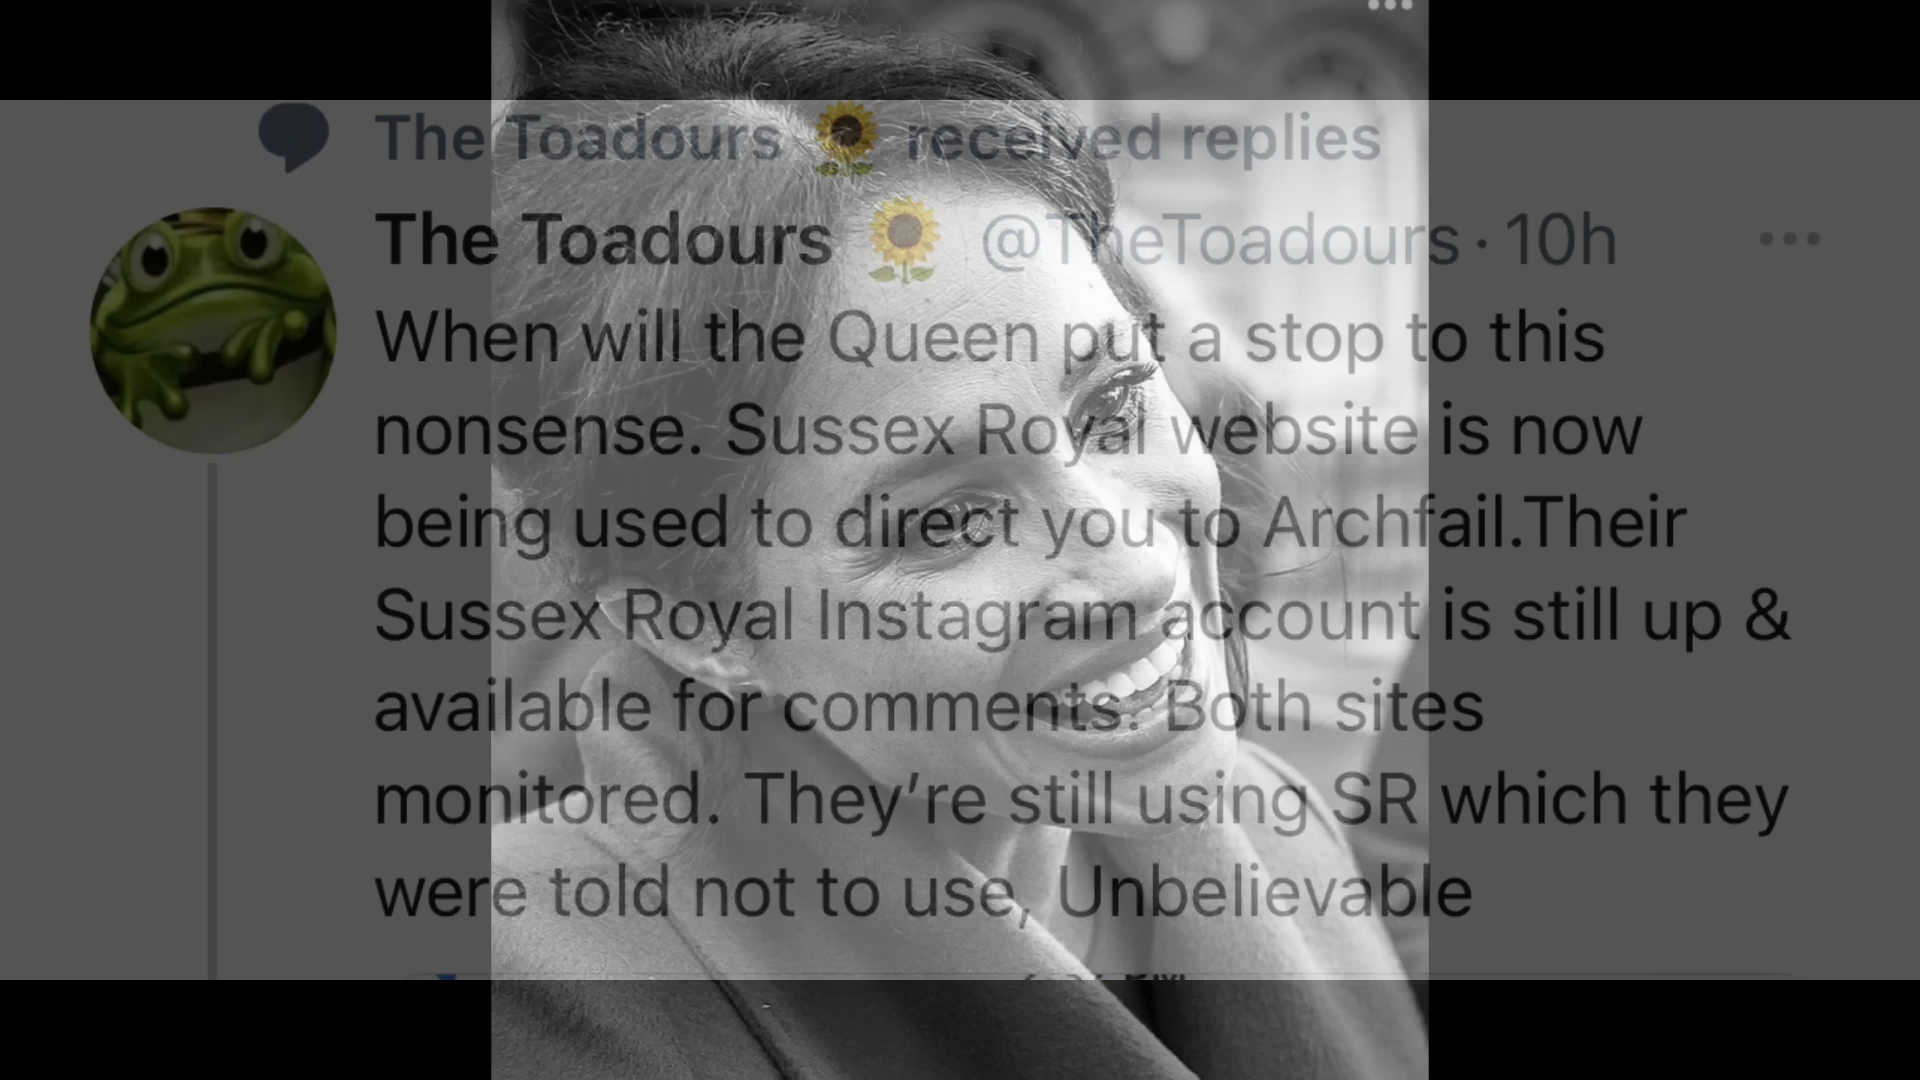 The Toadours 🌻 received replies
The Toadours 🌻 @TheToadours · 10h
When will the Queen put a stop to this
nonsense. Sussex Royal website is now
being used to direct you to Archfail.Their
Sussex Royal Instagram account is still up &
available for comments. Both sites
monitored. They’re still using SR which they
were told not to use, Unbelievable